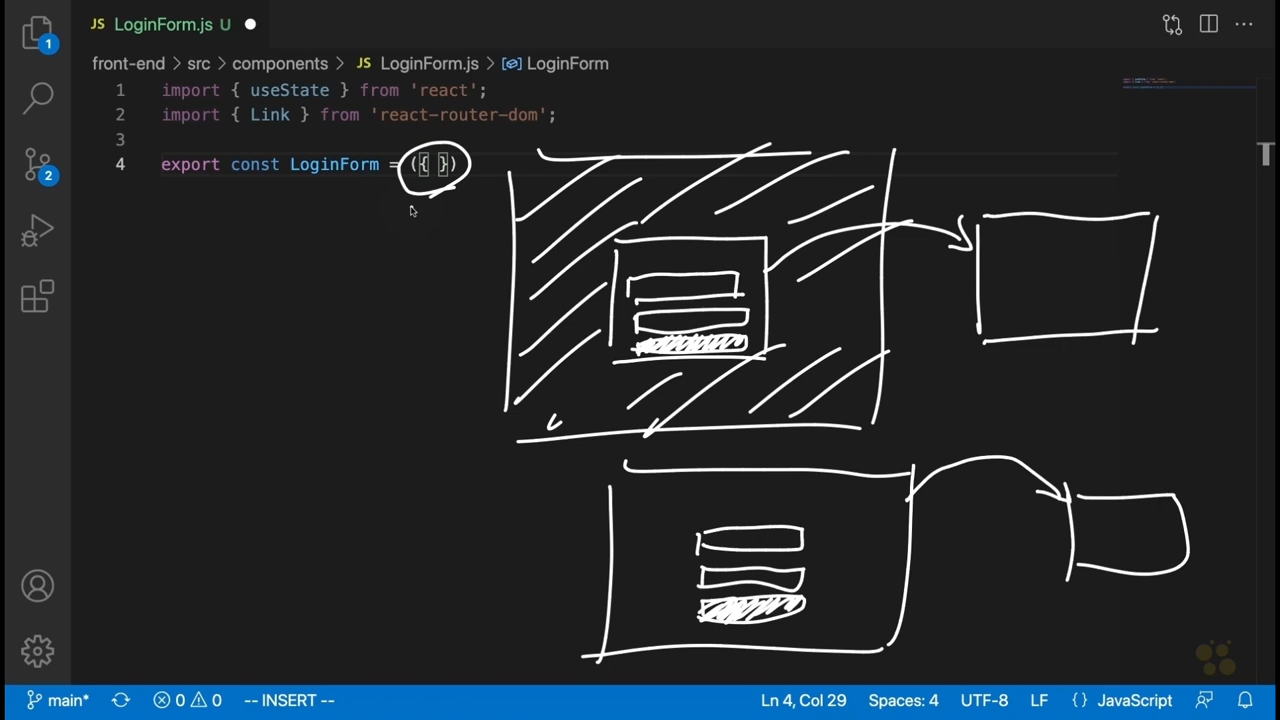 JS LoginForm.js U
1
front-end > src > components > JS LoginForm.js > LoginForm
1 import { useState } from 'react';
2 import { Link } from 'react-router-dom';
3
4 export const LoginForm = ({ })
2
main* 0 0 -- INSERT -- Ln 4, Col 29 Spaces: 4 UTF-8 LF {} JavaScript